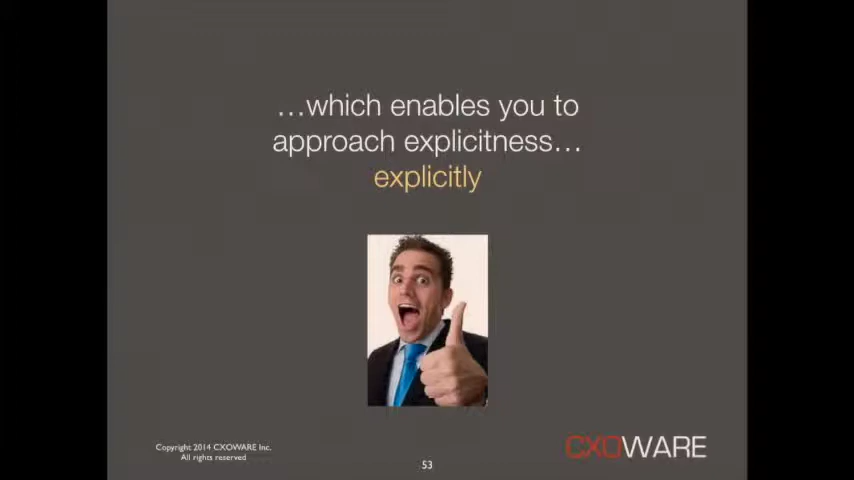 …which enables you to
approach explicitness…
explicitly
Copyright 2014 CXOWARE Inc.
All rights reserved
53
CXOWARE